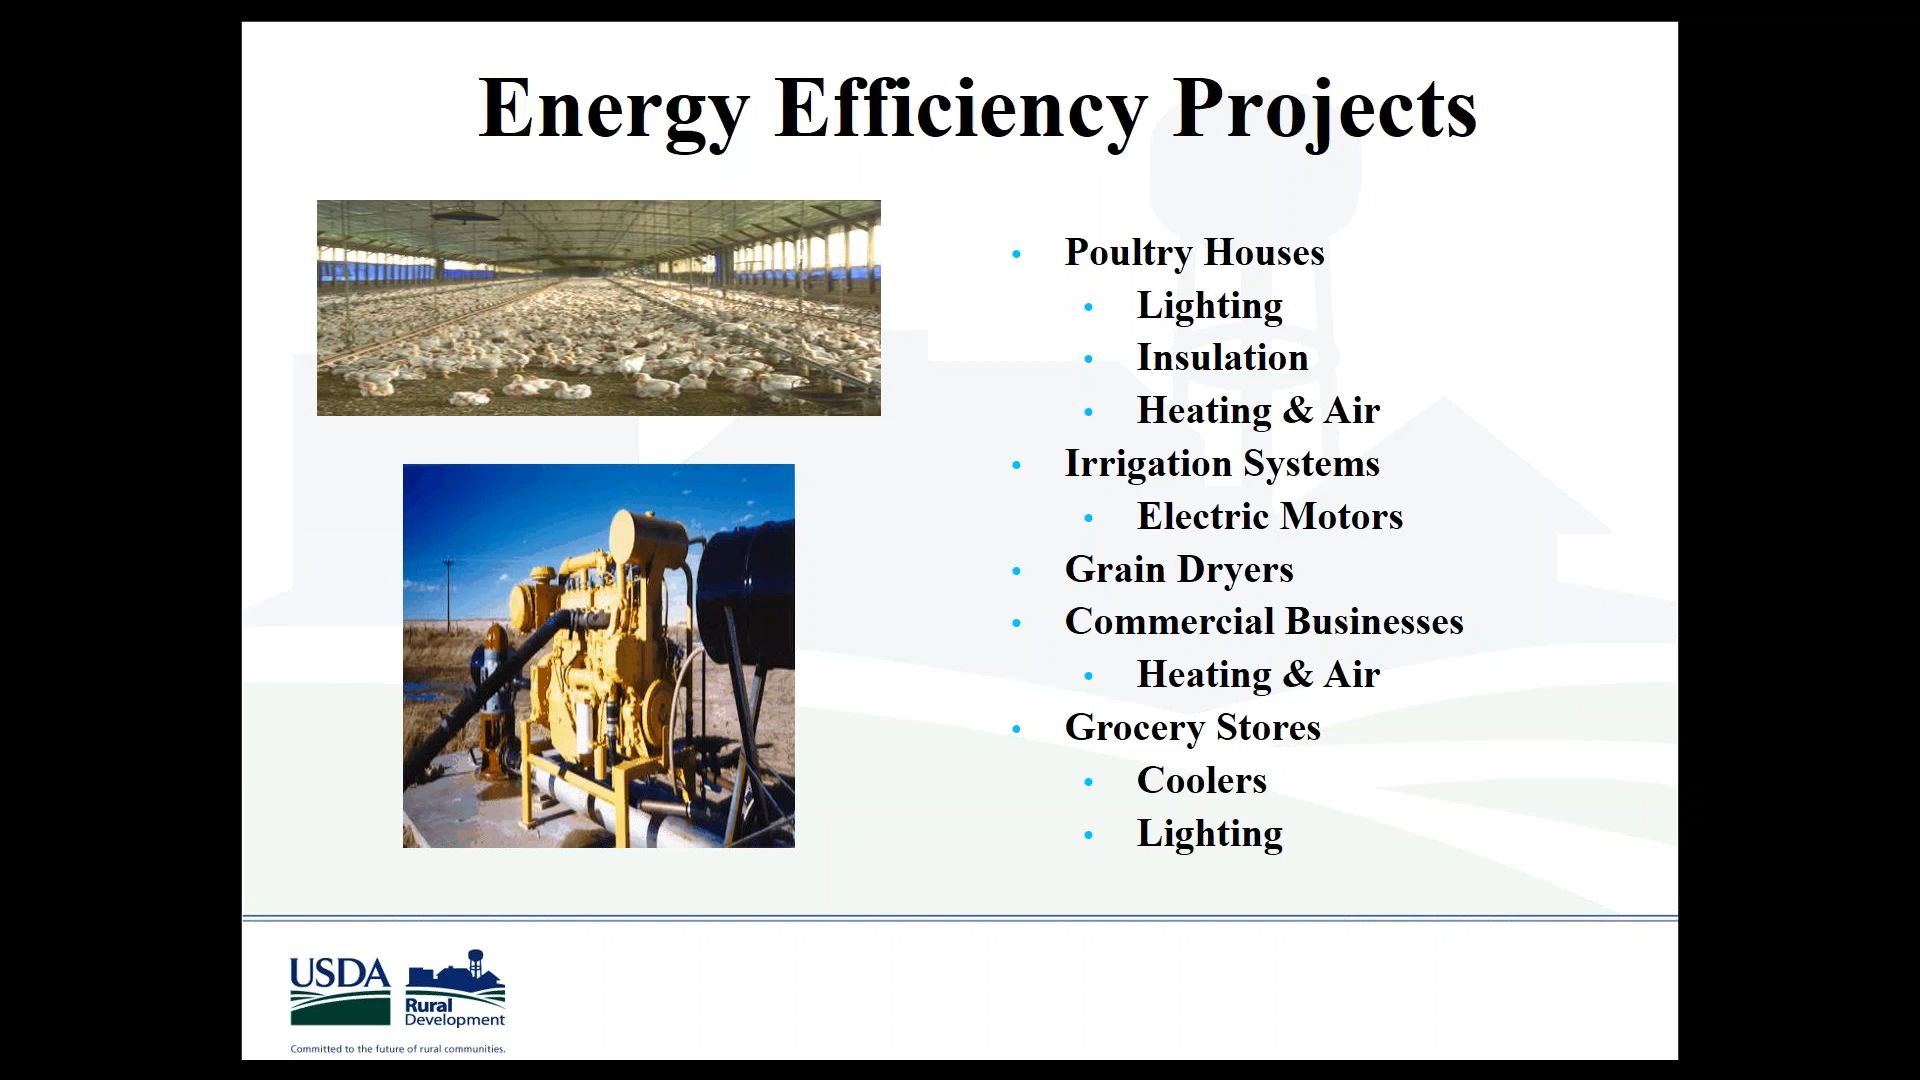 Energy Efficiency Projects
• Poultry Houses
• Lighting
• Insulation
• Heating & Air
• Irrigation Systems
• Electric Motors
• Grain Dryers
• Commercial Businesses
• Heating & Air
• Grocery Stores
• Coolers
• Lighting
USDA
Rural
Development
Committed to the future of rural communities.